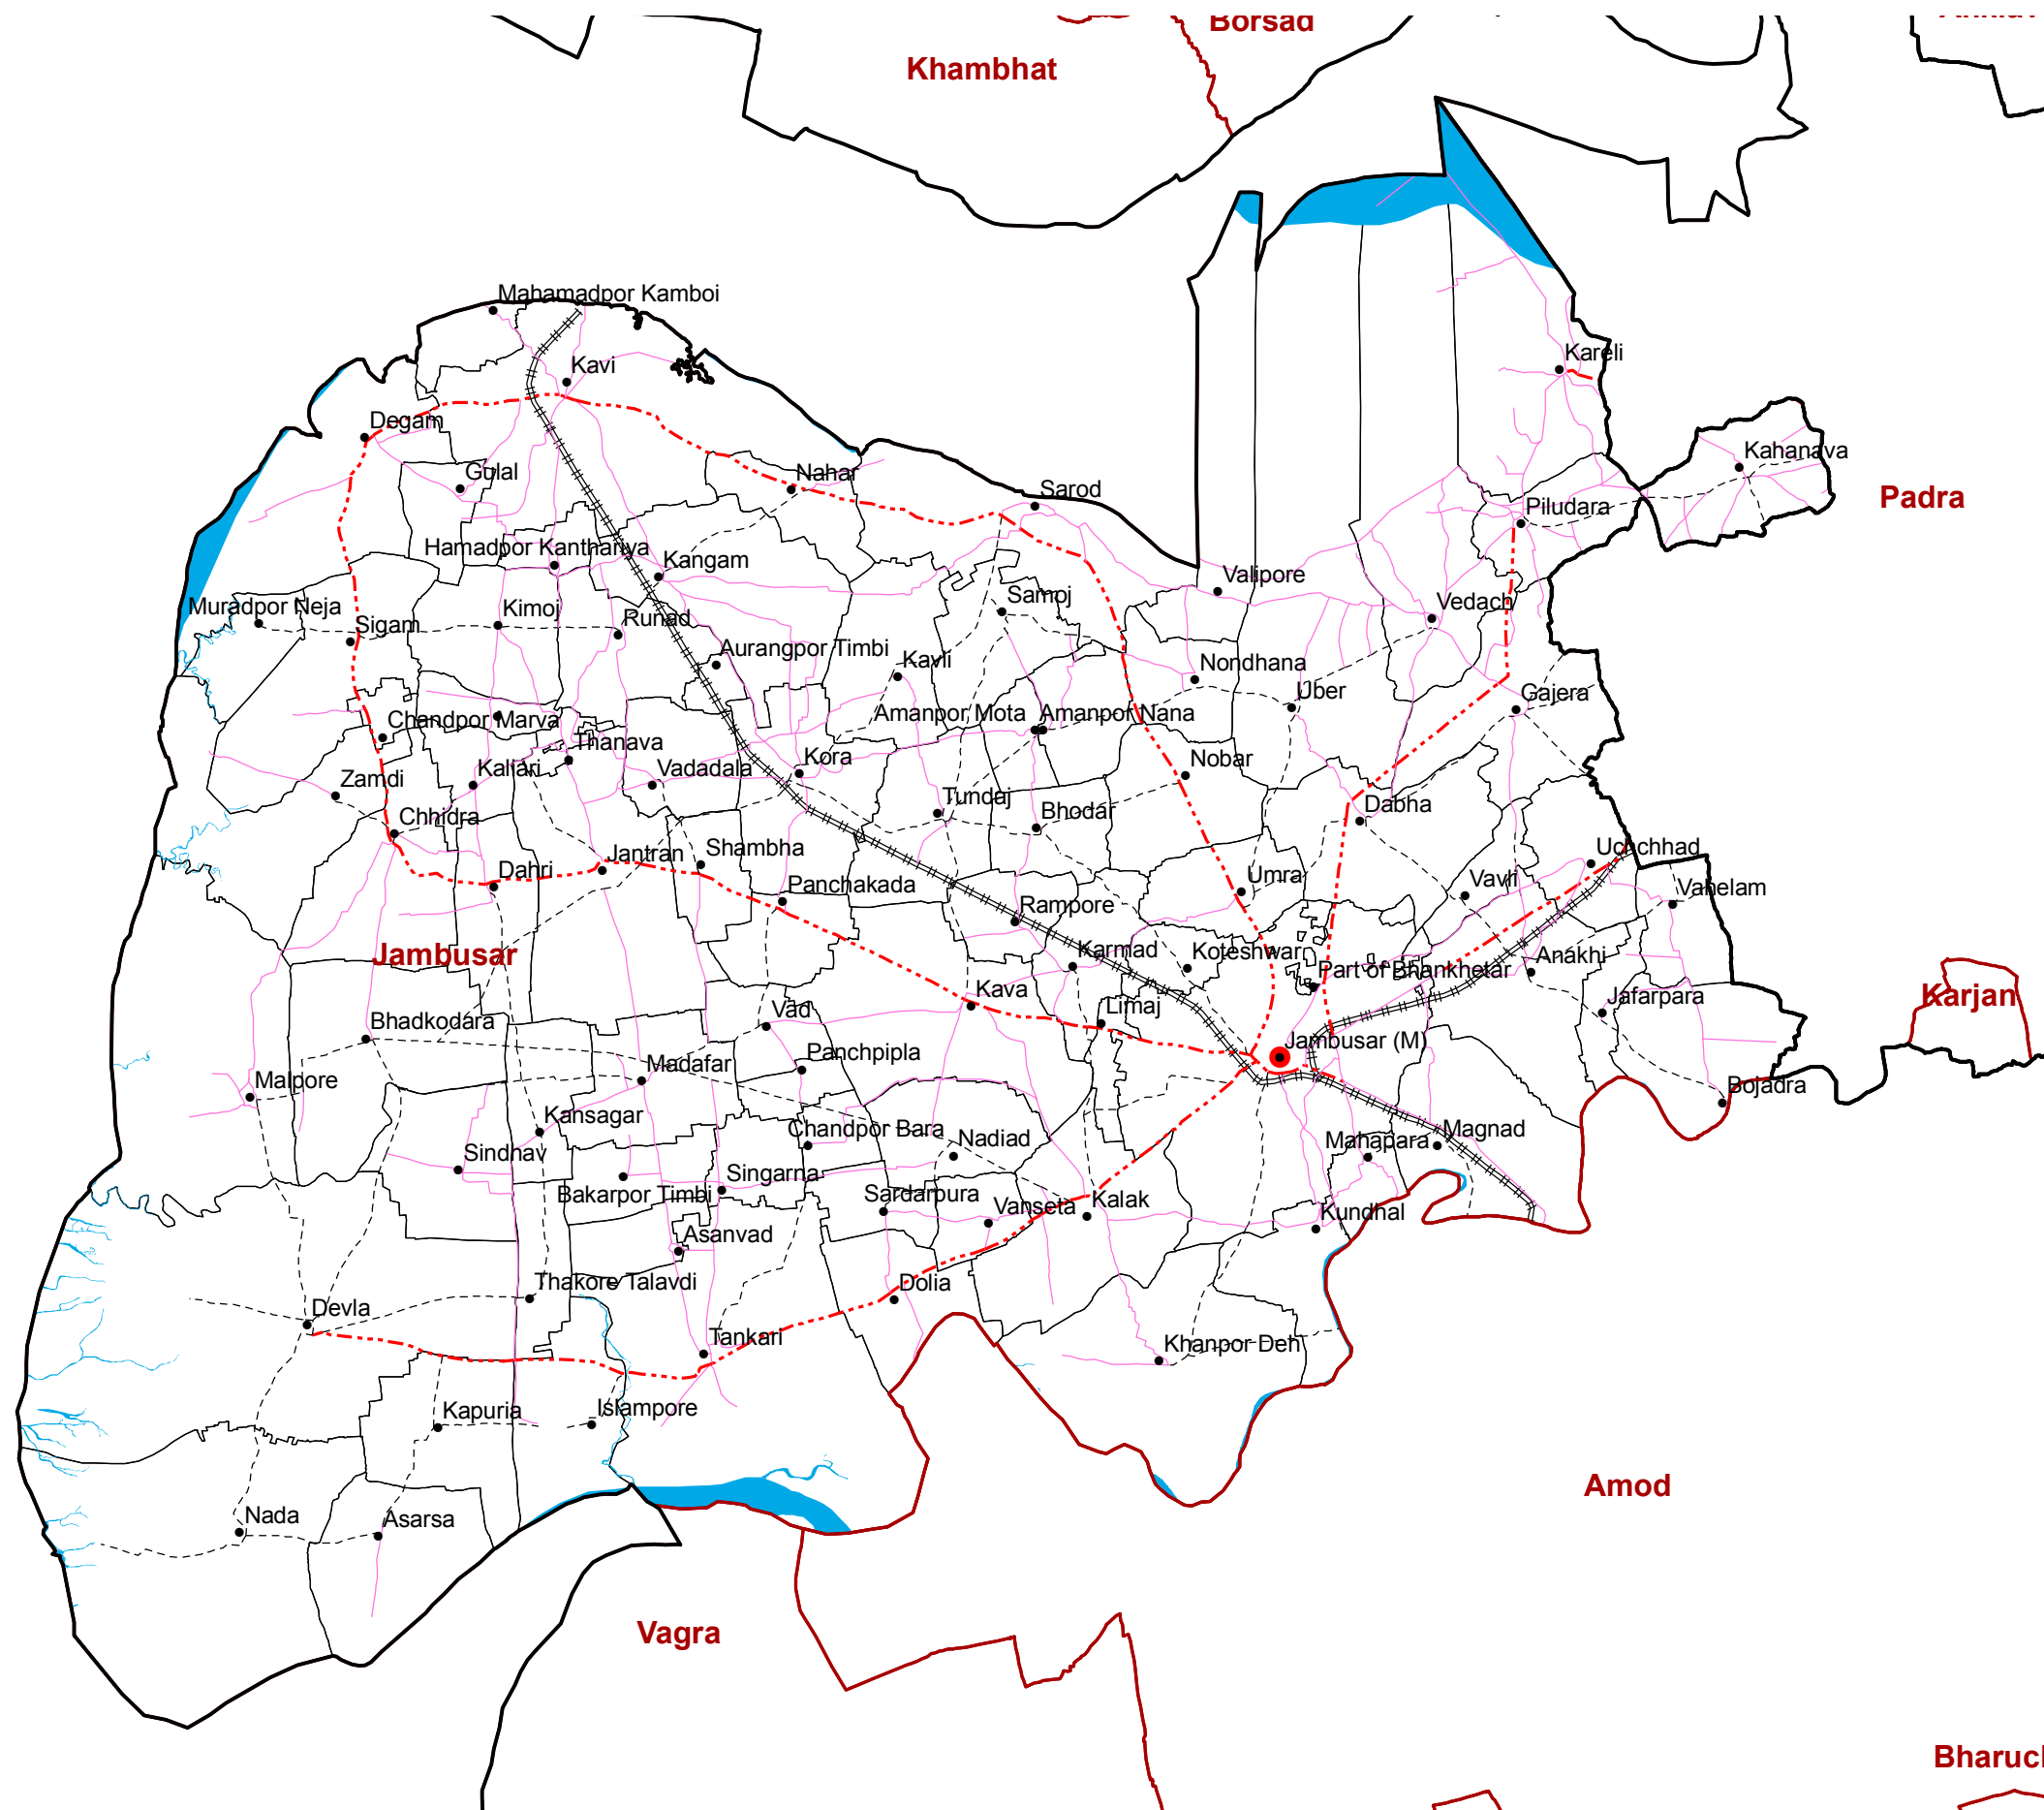 Borsad
Khambhat
Mahamadpor Kamboi
Kareli
Kavi
Degam
Kahanava
Gulal
Nahar
Sarod
Padra
Piludara
Hamadpor Kanthariya
Kangam
Valipore
Muradpor Neja
Sigam
Kimoj
Runad
Samoj
Vedach
Aurangpor Timbi
Kavli
Nondhana
Uber
Gajera
Chandpor Marva
Amanpor Mota
Amanpor Nana
Thanava
Zamdi
Kaliari
Vadadala
Kora
Nobar
Chhidra
Tundaj
Bhodar
Dabha
Dahri
Jantran
Shambha
Uchchhad
Panchakada
Umra
Vavli
Vahelam
Rampore
Jambusar
Karmad
Koteshwar
Part of Bhankhetar
Anakhi
Kava
Jafarpara
Karjan
Bhadkodara
Vad
Limaj
Malpore
Madafar
Panchpipla
Jambusar (M)
Bojadra
Kansagar
Chandpor Bara
Nadiad
Mahapara
Magnad
Sindhav
Bakarpor Timbi
Singarna
Sardarpura
Vanseta
Kalak
Kundhal
Asanvad
Thakore Talavdi
Dolia
Devla
Tankari
Khanpor Deh
Kapuria
Islampore
Amod
Nada
Asarsa
Vagra